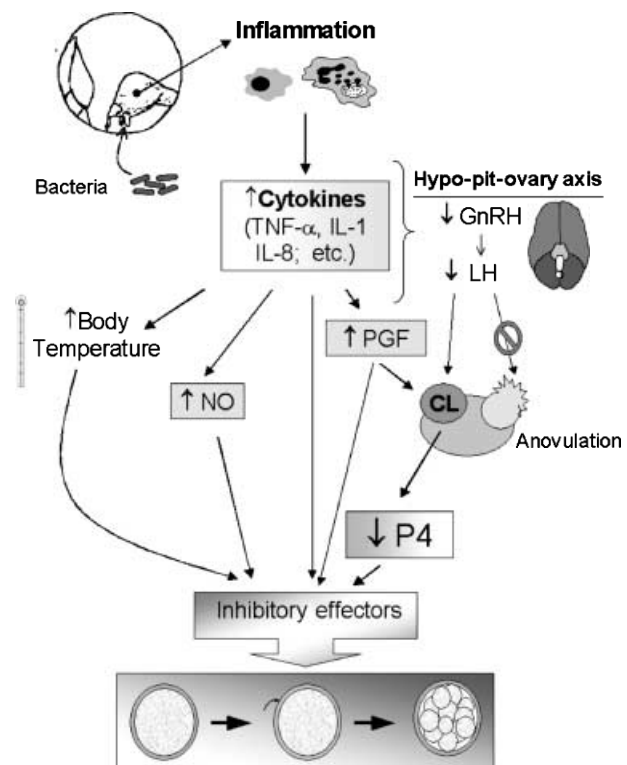 Inflammation
Bacteria
↑Cytokines
(TNF-α, IL-1
IL-8; etc.)
Hypo-pit-ovary axis
↓ GnRH
↓ LH
↑Body
Temperature
↑ PGF
↑ NO
CL
Anovulation
↓ P4
Inhibitory effectors